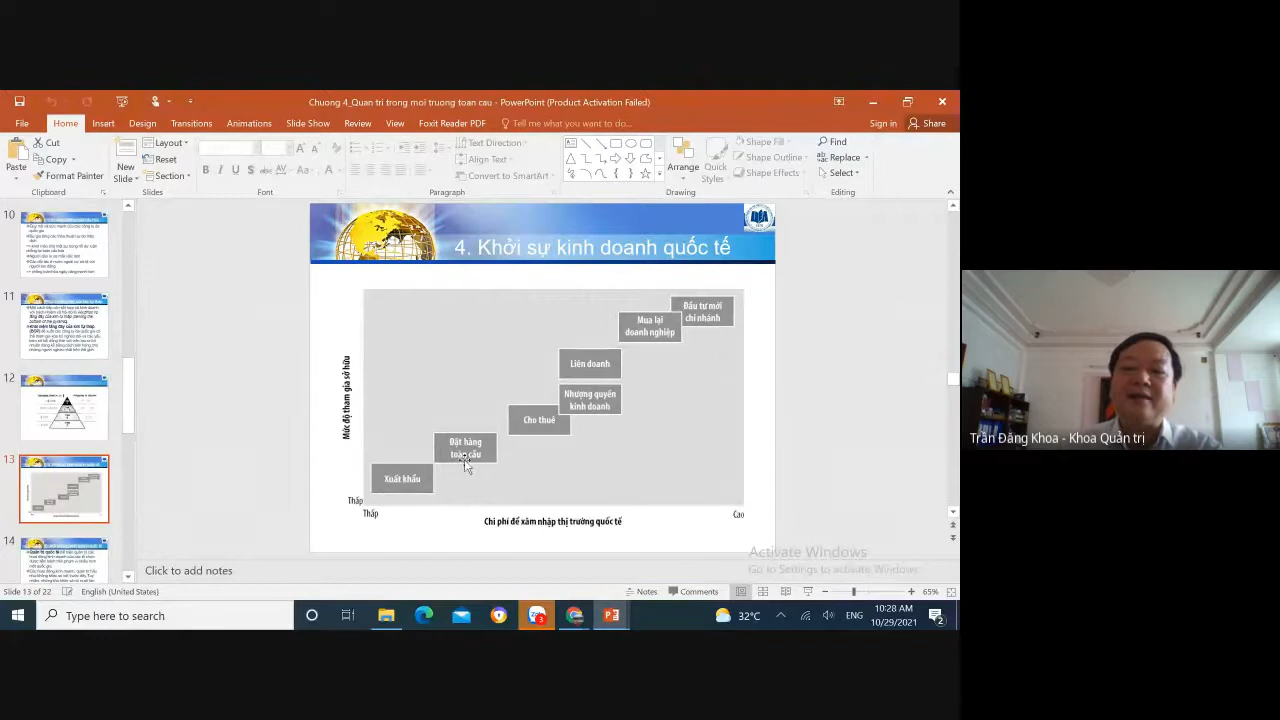 Chuong 4_Quan tri trong moi truong toan cau - PowerPoint (Product Activation Failed)
File Home Insert Design Transitions Animations Slide Show Review View Foxit Reader PDF Tell me what you want to do... Sign in Share
Paste
Cut
Copy
Format Painter
Clipboard
New Slide
Layout
Reset
Section
Slides
Font
Text Direction
Align Text
Convert to SmartArt
Paragraph
Arrange
Quick Styles
Shape Fill
Shape Outline
Shape Effects
Drawing
Find
Replace
Select
Editing
10
11
12
13
14
4. Khởi sự kinh doanh quốc tế
Đầu tư mới
chi nhánh
Mua lại
doanh nghiệp
Liên doanh
Nhượng quyền
kinh doanh
Cho thuê
Đặt hàng
toàn cầu
Xuất khẩu
Mức độ tham gia sở hữu
Thấp
Thấp
Cao
Chi phí để xâm nhập thị trường quốc tế
Trần Đăng Khoa - Khoa Quản trị
Activate Windows
Go to Settings to activate Windows.
Click to add notes
Slide 13 of 22 English (United States) Notes Comments 65%
Type here to search
3
32°C ENG
10:28 AM
10/29/2021
2